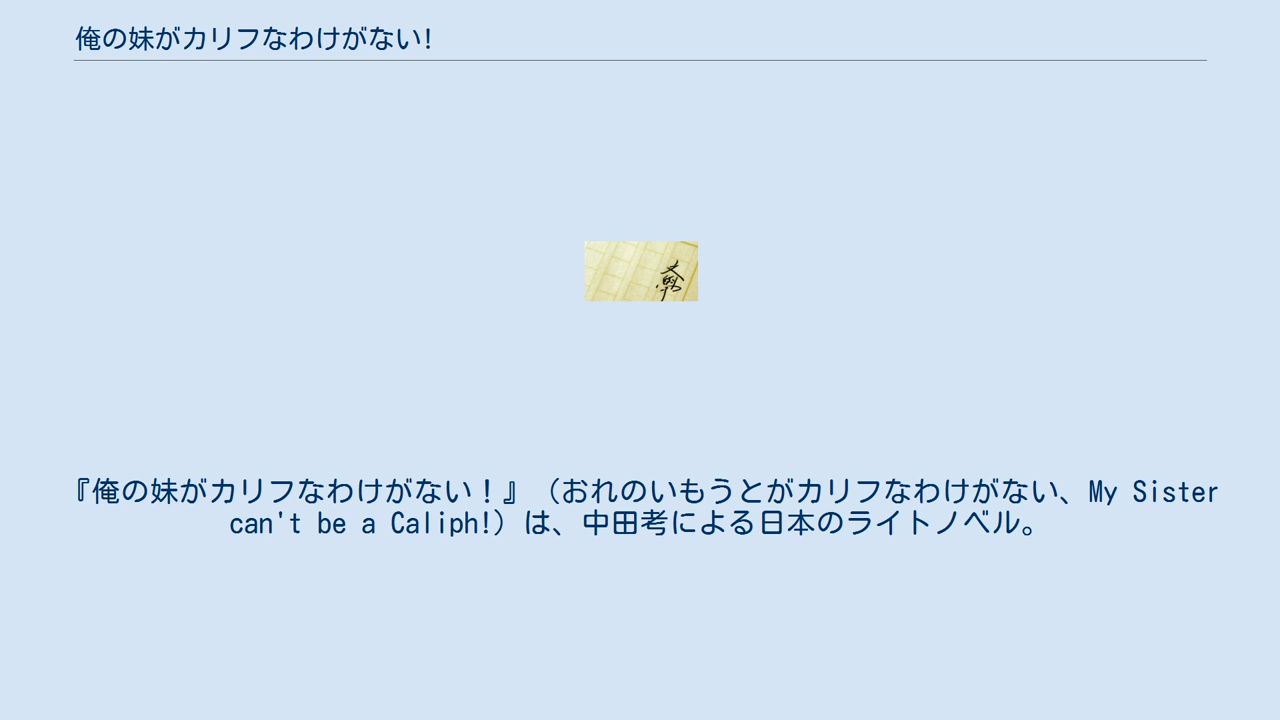 俺の妹がカリフなわけがない!
『俺の妹がカリフなわけがない！』（おれのいもうとがカリフなわけがない、My Sister
can't be a Caliph!）は、中田考による日本のライトノベル。